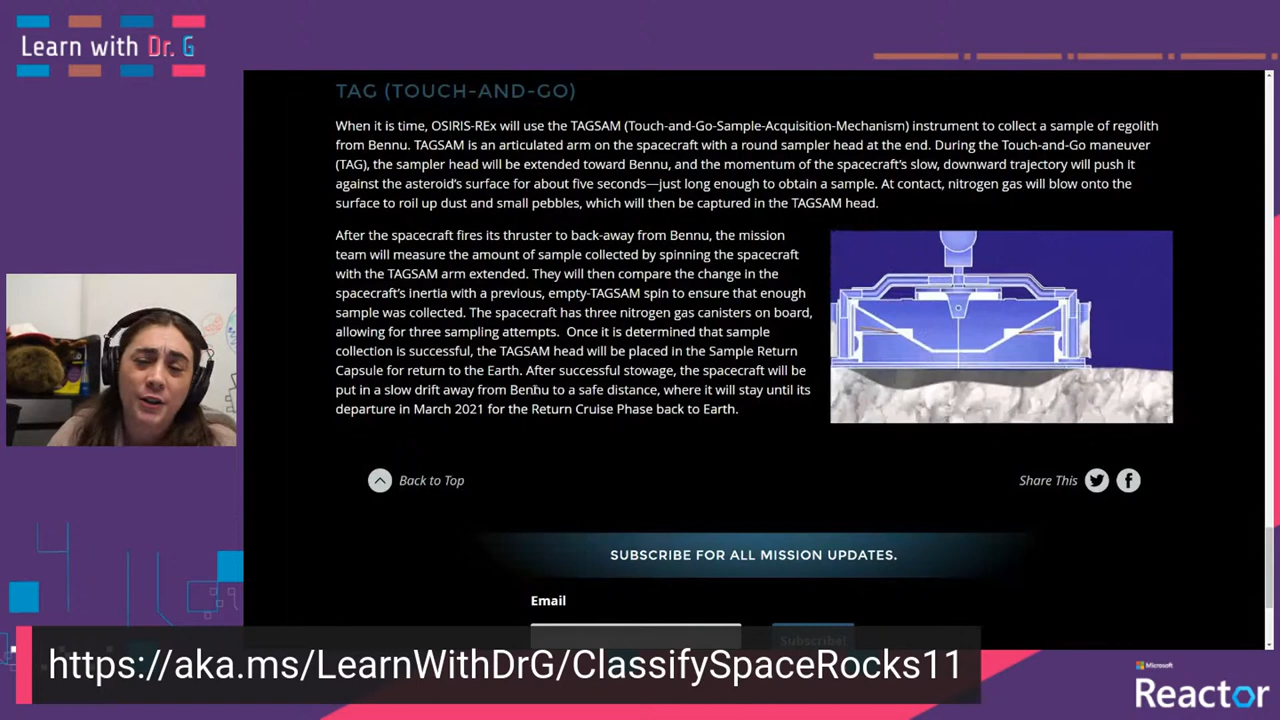 Learn with Dr. G
TAG (TOUCH-AND-GO)
When it is time, OSIRIS-REx will use the TAGSAM (Touch-and-Go-Sample-Acquisition-Mechanism) instrument to collect a sample of regolith
from Bennu. TAGSAM is an articulated arm on the spacecraft with a round sampler head at the end. During the Touch-and-Go maneuver
(TAG), the sampler head will be extended toward Bennu, and the momentum of the spacecraft's slow, downward trajectory will push it
against the asteroid's surface for about five seconds—just long enough to obtain a sample. At contact, nitrogen gas will blow onto the
surface to roil up dust and small pebbles, which will then be captured in the TAGSAM head.
After the spacecraft fires its thruster to back-away from Bennu, the mission
team will measure the amount of sample collected by spinning the spacecraft
with the TAGSAM arm extended. They will then compare the change in the
spacecraft's inertia with a previous, empty-TAGSAM spin to ensure that enough
sample was collected. The spacecraft has three nitrogen gas canisters on board,
allowing for three sampling attempts. Once it is determined that sample
collection is successful, the TAGSAM head will be placed in the Sample Return
Capsule for return to the Earth. After successful stowage, the spacecraft will be
put in a slow drift away from Bennu to a safe distance, where it will stay until its
departure in March 2021 for the Return Cruise Phase back to Earth.
Back to Top
Share This
SUBSCRIBE FOR ALL MISSION UPDATES.
Email
Subscribe!
https://aka.ms/LearnWithDrG/ClassifySpaceRocks11
Microsoft
Reactor